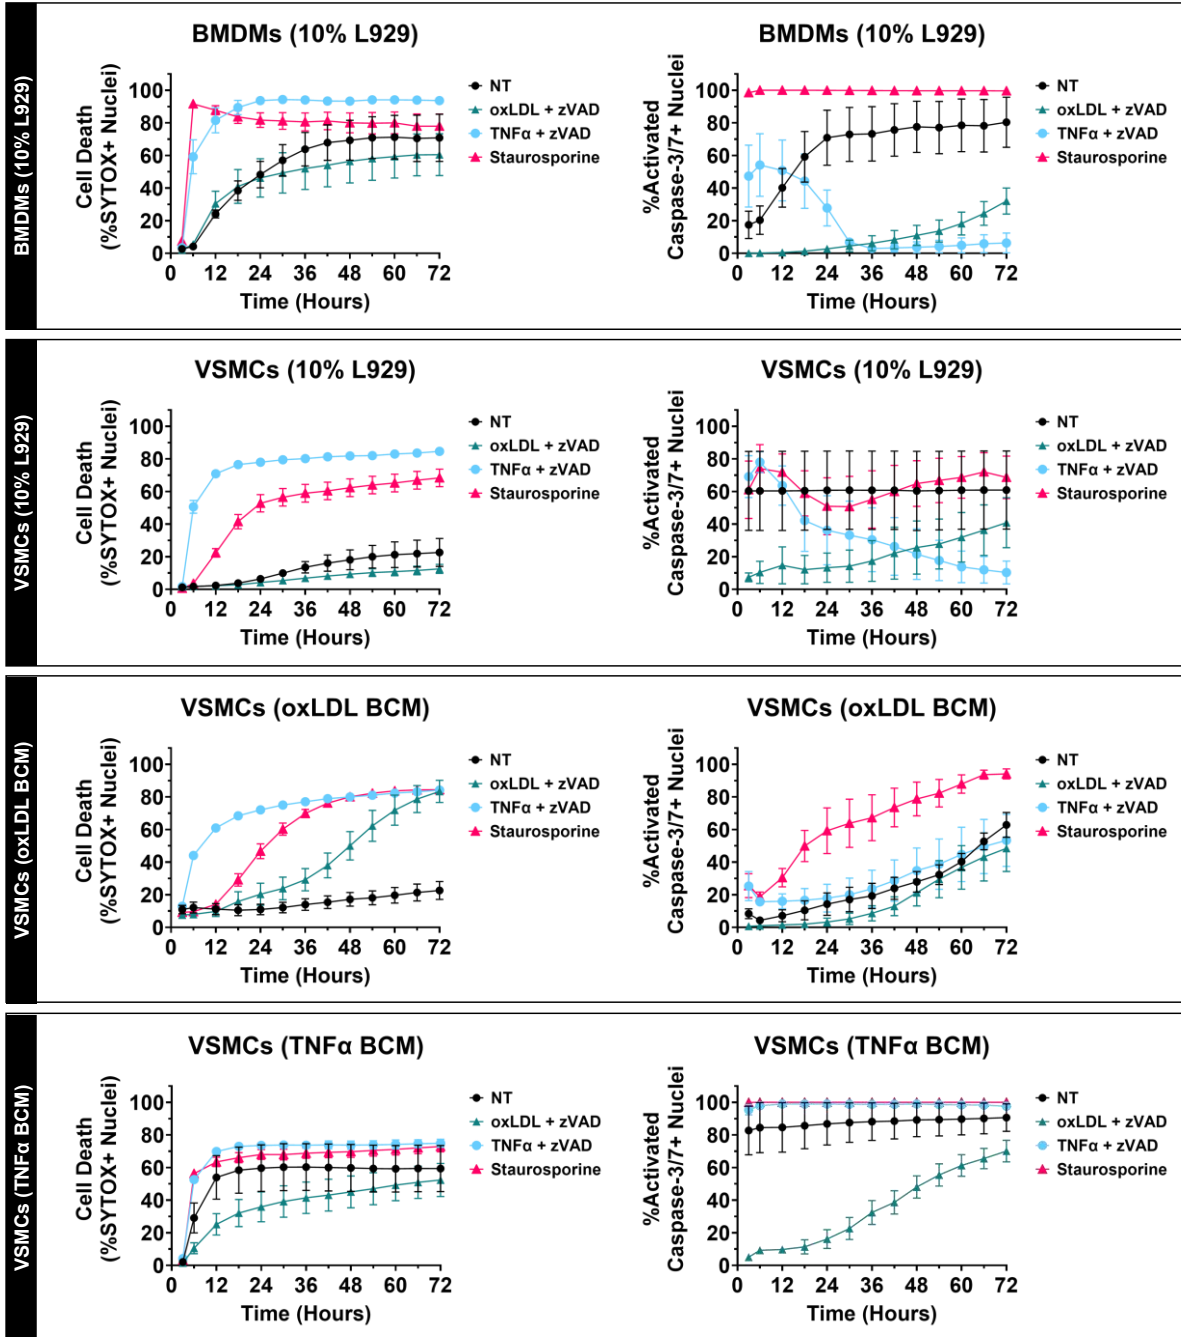 BMDMs (10% L929)
BMDMs (10% L929)
Cell Death
(%SYTOX+ Nuclei)
100
80
60
40
20
0
0 12 24 36 48 60 72
Time (Hours)
NT
oxLDL + zVAD
TNFα + zVAD
Staurosporine
BMDMs (10% L929)
%Activated
Caspase-3/7+ Nuclei
100
80
60
40
20
0
0 12 24 36 48 60 72
Time (Hours)
NT
oxLDL + zVAD
TNFα + zVAD
Staurosporine
VSMCs (10% L929)
VSMCs (10% L929)
Cell Death
(%SYTOX+ Nuclei)
100
80
60
40
20
0
0 12 24 36 48 60 72
Time (Hours)
NT
oxLDL + zVAD
TNFα + zVAD
Staurosporine
VSMCs (10% L929)
%Activated
Caspase-3/7+ Nuclei
100
80
60
40
20
0
0 12 24 36 48 60 72
Time (Hours)
NT
oxLDL + zVAD
TNFα + zVAD
Staurosporine
VSMCs (oxLDL BCM)
VSMCs (oxLDL BCM)
Cell Death
(%SYTOX+ Nuclei)
100
80
60
40
20
0
0 12 24 36 48 60 72
Time (Hours)
NT
oxLDL + zVAD
TNFα + zVAD
Staurosporine
VSMCs (oxLDL BCM)
%Activated
Caspase-3/7+ Nuclei
100
80
60
40
20
0
0 12 24 36 48 60 72
Time (Hours)
NT
oxLDL + zVAD
TNFα + zVAD
Staurosporine
VSMCs (TNFα BCM)
VSMCs (TNFα BCM)
Cell Death
(%SYTOX+ Nuclei)
100
80
60
40
20
0
0 12 24 36 48 60 72
Time (Hours)
NT
oxLDL + zVAD
TNFα + zVAD
Staurosporine
VSMCs (TNFα BCM)
%Activated
Caspase-3/7+ Nuclei
100
80
60
40
20
0
0 12 24 36 48 60 72
Time (Hours)
NT
oxLDL + zVAD
TNFα + zVAD
Staurosporine